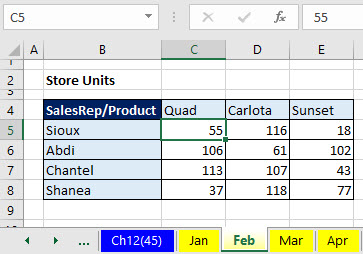 C5 fx 55
A B C D E
1
2 Store Units
3
4 SalesRep/Product Quad Carlota Sunset
5 Sioux 55 116 18
6 Abdi 106 61 102
7 Chantel 113 107 43
8 Shanea 37 118 77
9
... Ch12(45) Jan Feb Mar Apr